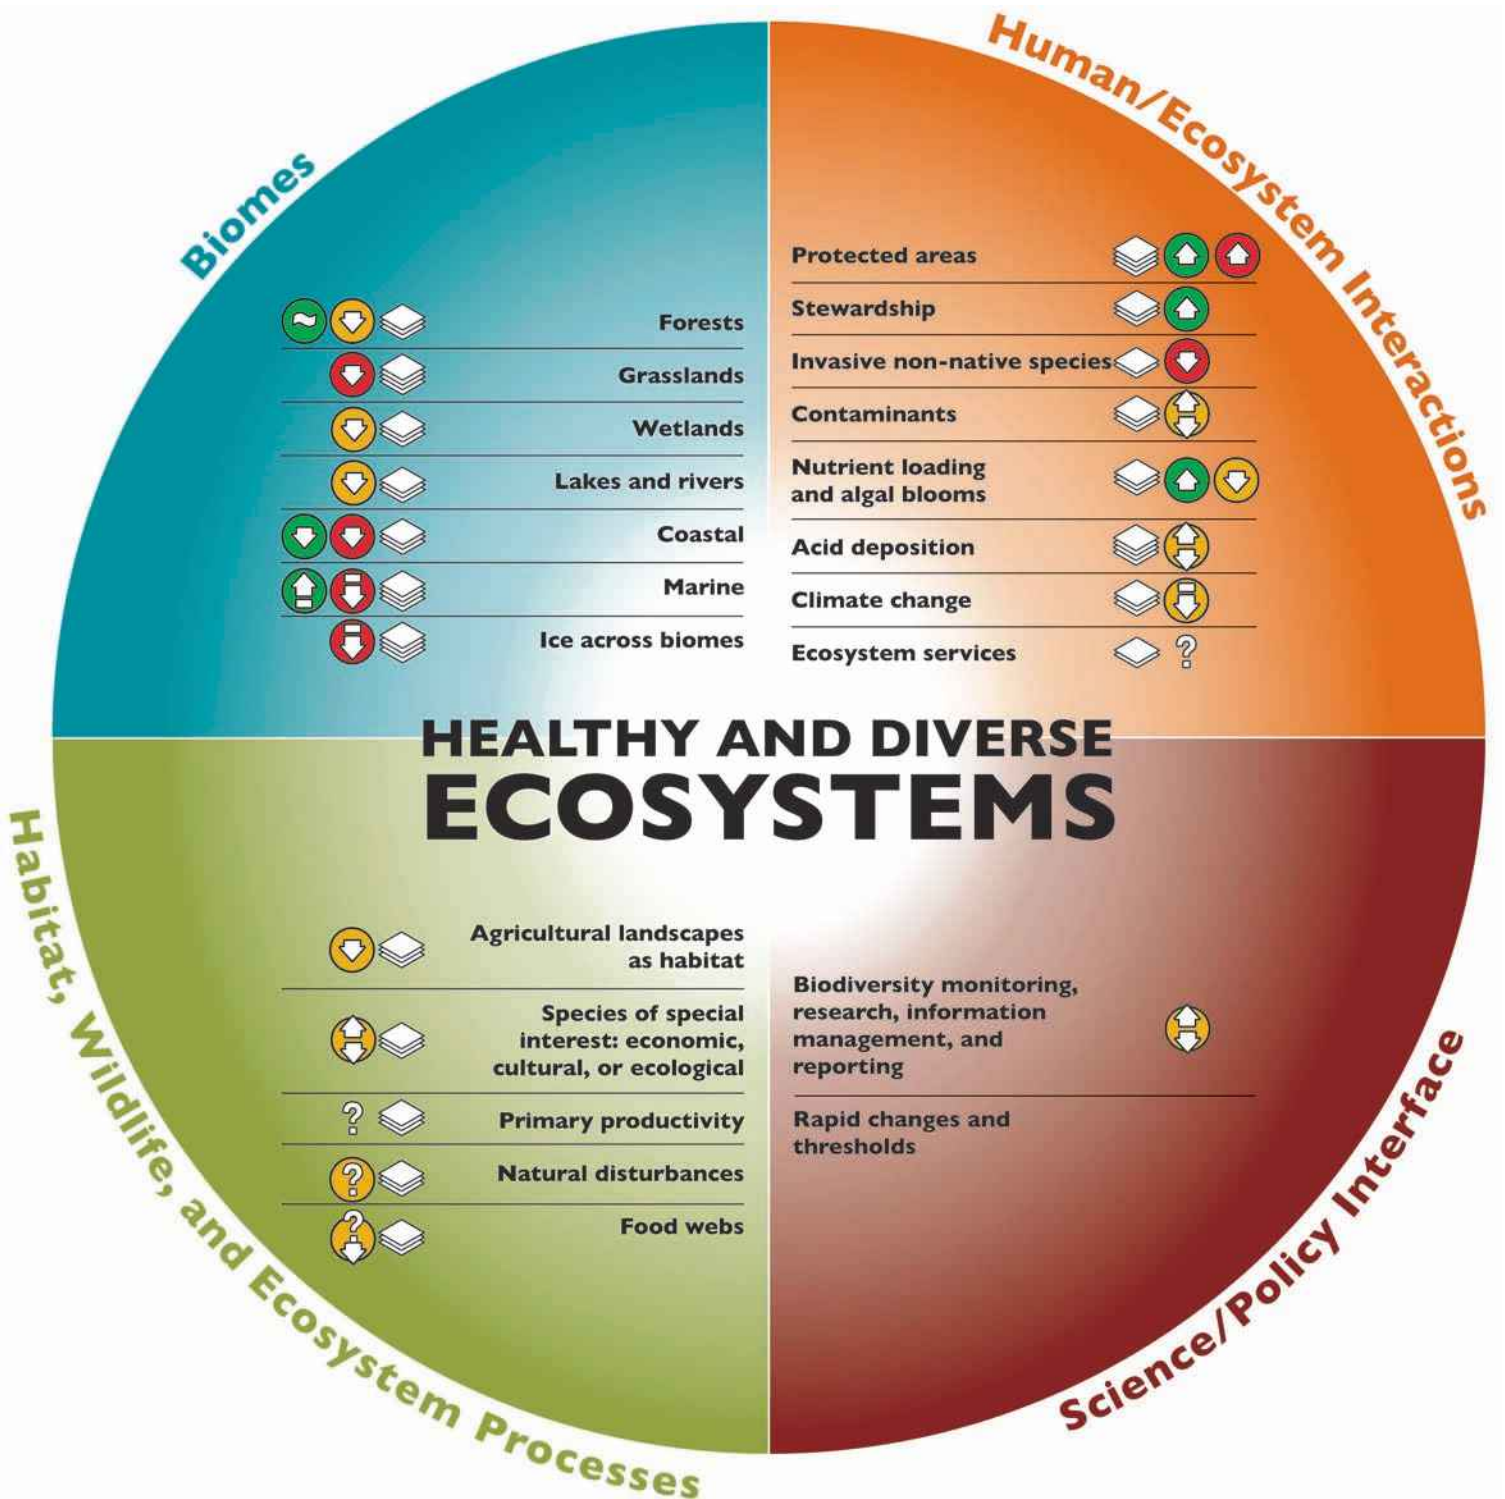 Biomes
Forests
Grasslands
Wetlands
Lakes and rivers
Coastal
Marine
Ice across biomes
Human/Ecosystem Interactions
Protected areas
Stewardship
Invasive non-native species
Contaminants
Nutrient loading
and algal blooms
Acid deposition
Climate change
Ecosystem services
?
HEALTHY AND DIVERSE
ECOSYSTEMS
Habitat, Wildlife, and Ecosystem Processes
Agricultural landscapes
as habitat
Species of special
interest: economic,
cultural, or ecological
? Primary productivity
? Natural disturbances
? Food webs
Science/Policy Interface
Biodiversity monitoring,
research, information
management, and
reporting
Rapid changes and
thresholds